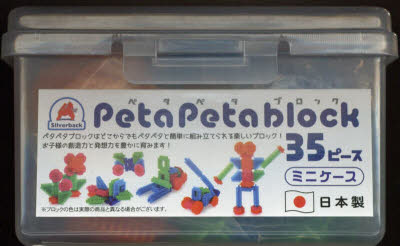 ペタペタブロック
PetaPetablock
Silverback
ペタペタブロックはどこからでもペタペタと簡単に組み立てられる楽しいブロック！
お子様の創造力と発想力を豊かに育みます！
35ピース
ミニケース
日本製
※ブロックの色は実際の商品と異なる場合がございます。